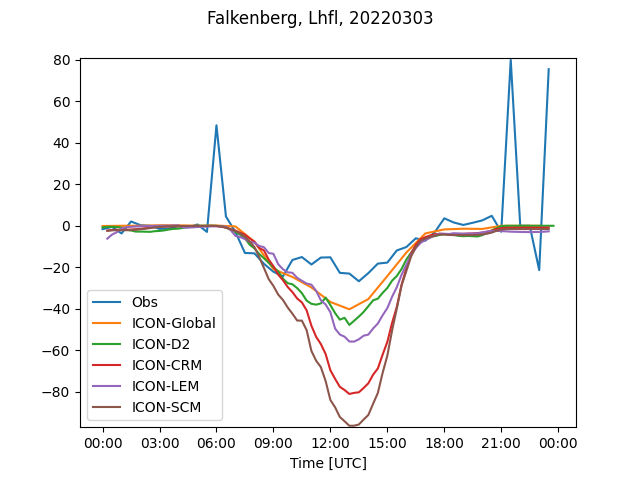 Falkenberg, Lhfl, 20220303
80
60
40
20
0
−20
−40
−60
−80
Obs
ICON-Global
ICON-D2
ICON-CRM
ICON-LEM
ICON-SCM
00:00 03:00 06:00 09:00 12:00 15:00 18:00 21:00 00:00
Time [UTC]